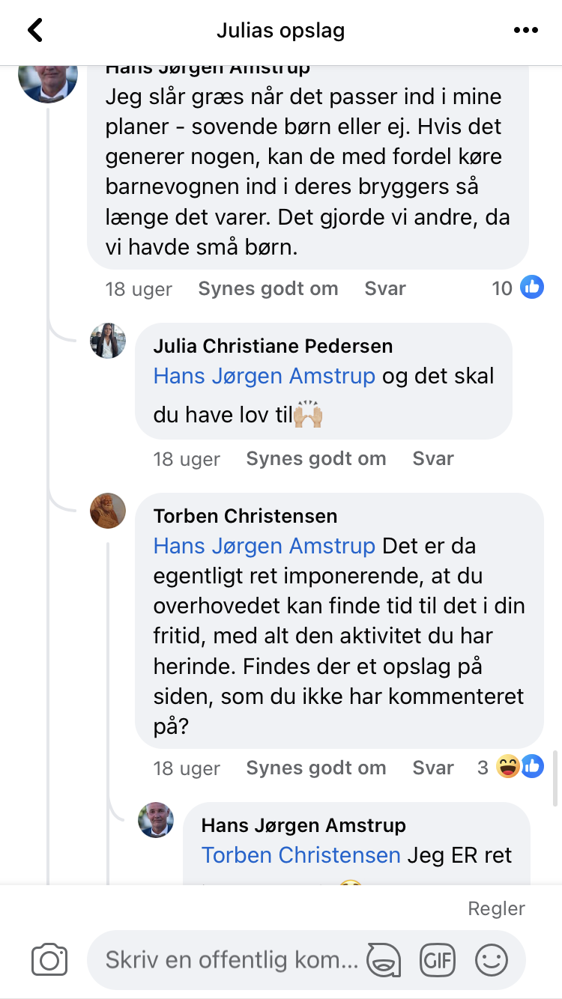 Julias opslag
Hans Jørgen Amstrup
Jeg slår græs når det passer ind i mine
planer - sovende børn eller ej. Hvis det
generer nogen, kan de med fordel køre
barnevognen ind i deres bryggers så
længe det varer. Det gjorde vi andre, da
vi havde små børn.
18 uger Synes godt om Svar 10
Julia Christiane Pedersen
Hans Jørgen Amstrup og det skal
du have lov til🙌🏼
18 uger Synes godt om Svar
Torben Christensen
Hans Jørgen Amstrup Det er da
egentligt ret imponerende, at du
overhovedet kan finde tid til det i din
fritid, med alt den aktivitet du har
herinde. Findes der et opslag på
siden, som du ikke har kommenteret
på?
18 uger Synes godt om Svar 3
Hans Jørgen Amstrup
Torben Christensen Jeg ER ret
Regler
Skriv en offentlig kom... GIF